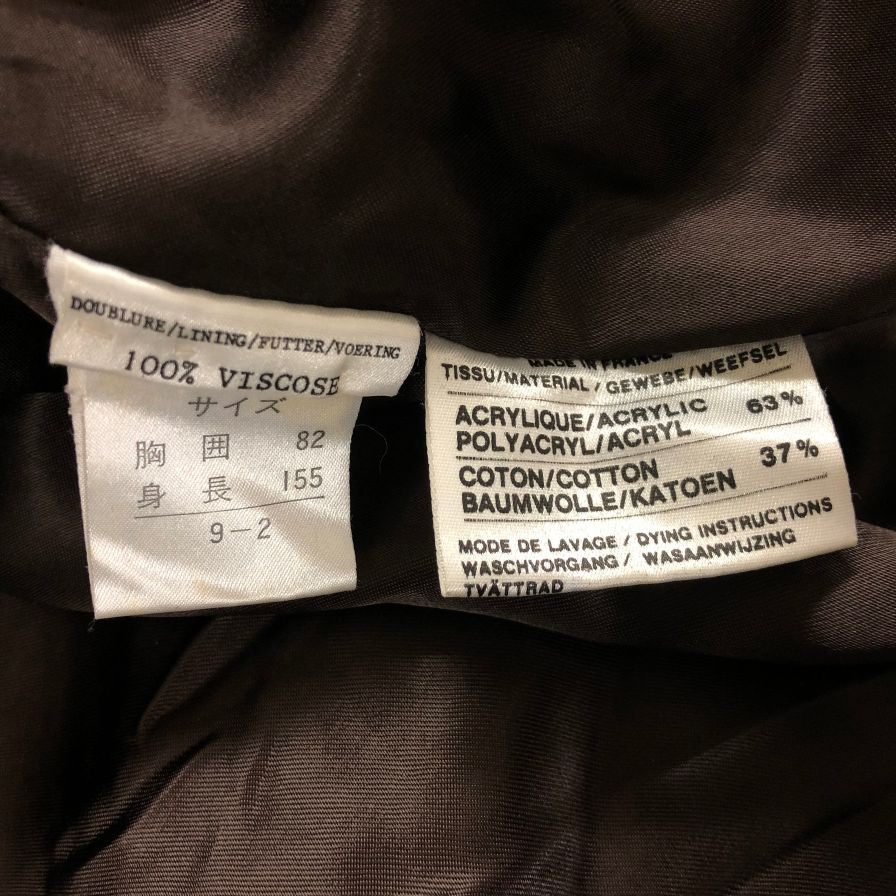 DOUBLURE/LINING/FUTTER/VOERING
100% VISCOSE
サイズ
胸 囲 82
身 長 155
9-2
MADE IN FRANCE
TISSU/MATERIAL / GEWEBE/WEEFSEL
ACRYLIQUE/ACRYLIC 63%
POLYACRYL/ACRYL
COTON/COTTON 37%
BAUMWOLLE/KATOEN
MODE DE LAVAGE / DYING INSTRUCTIONS
WASCHVORGANG / WASAANWIJZING
TVÄTTRAD